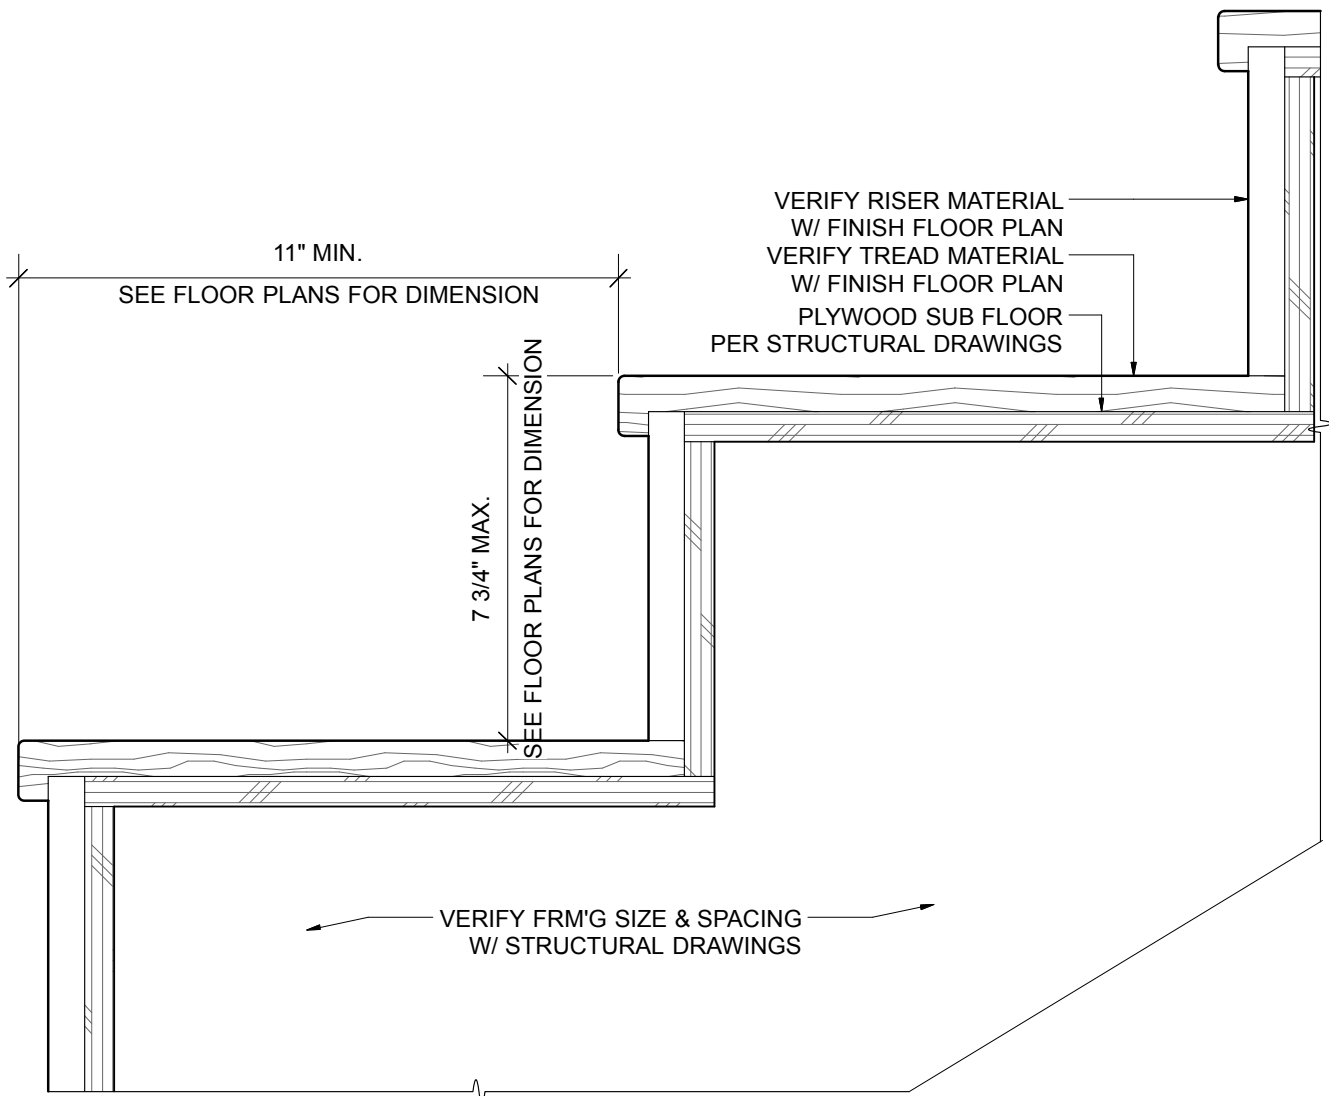 VERIFY RISER MATERIAL
W/ FINISH FLOOR PLAN
VERIFY TREAD MATERIAL
W/ FINISH FLOOR PLAN
PLYWOOD SUB FLOOR
PER STRUCTURAL DRAWINGS
11" MIN.
SEE FLOOR PLANS FOR DIMENSION
7 3/4" MAX.
SEE FLOOR PLANS FOR DIMENSION
VERIFY FRM'G SIZE & SPACING
W/ STRUCTURAL DRAWINGS